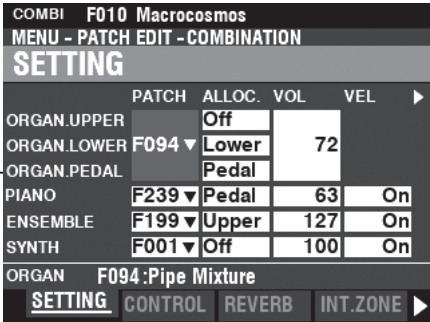 COMBI F010 Macrocosmos
MENU - PATCH EDIT -COMBINATION
SETTING
PATCH ALLOC. VOL VEL ▶
ORGAN.UPPER Off
ORGAN.LOWER F094 ▼ Lower 72
ORGAN.PEDAL Pedal
PIANO F239 ▼ Pedal 63 On
ENSEMBLE F199 ▼ Upper 127 On
SYNTH F001 ▼ Off 100 On
ORGAN F094:Pipe Mixture
SETTING CONTROL REVERB INT.ZONE ▶